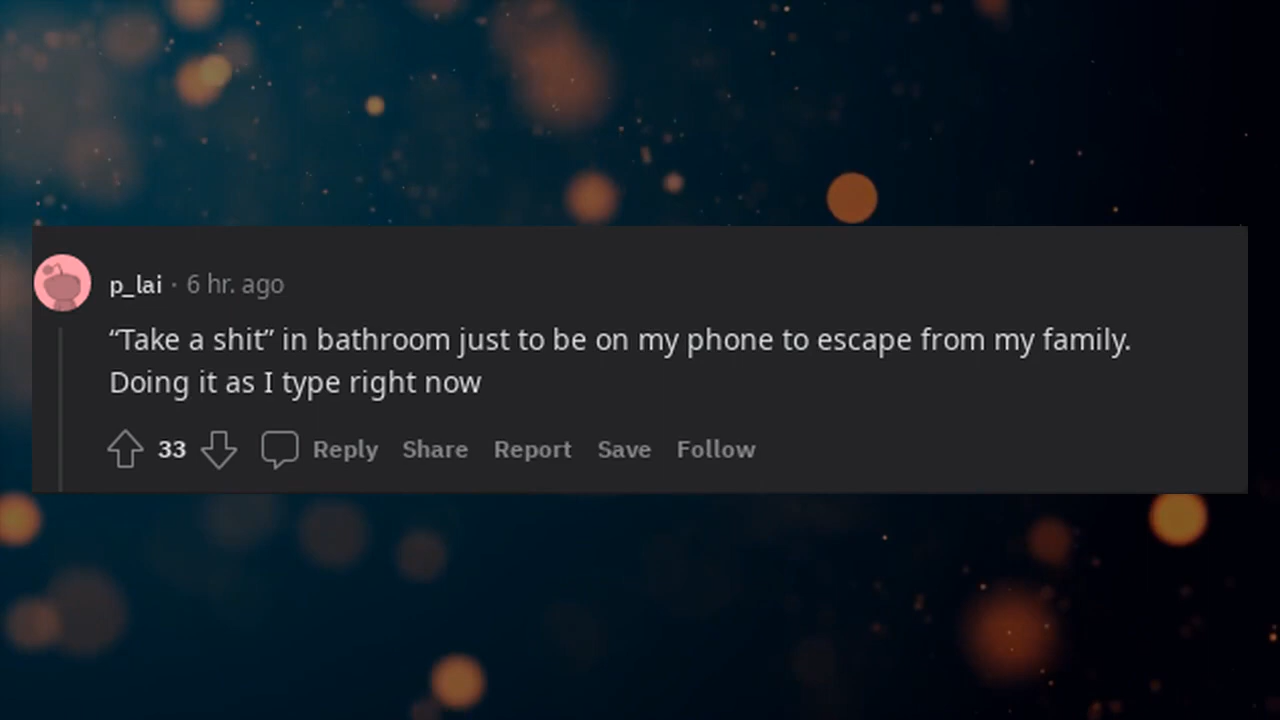 p_lai · 6 hr. ago
“Take a shit” in bathroom just to be on my phone to escape from my family.
Doing it as I type right now
33 Reply Share Report Save Follow